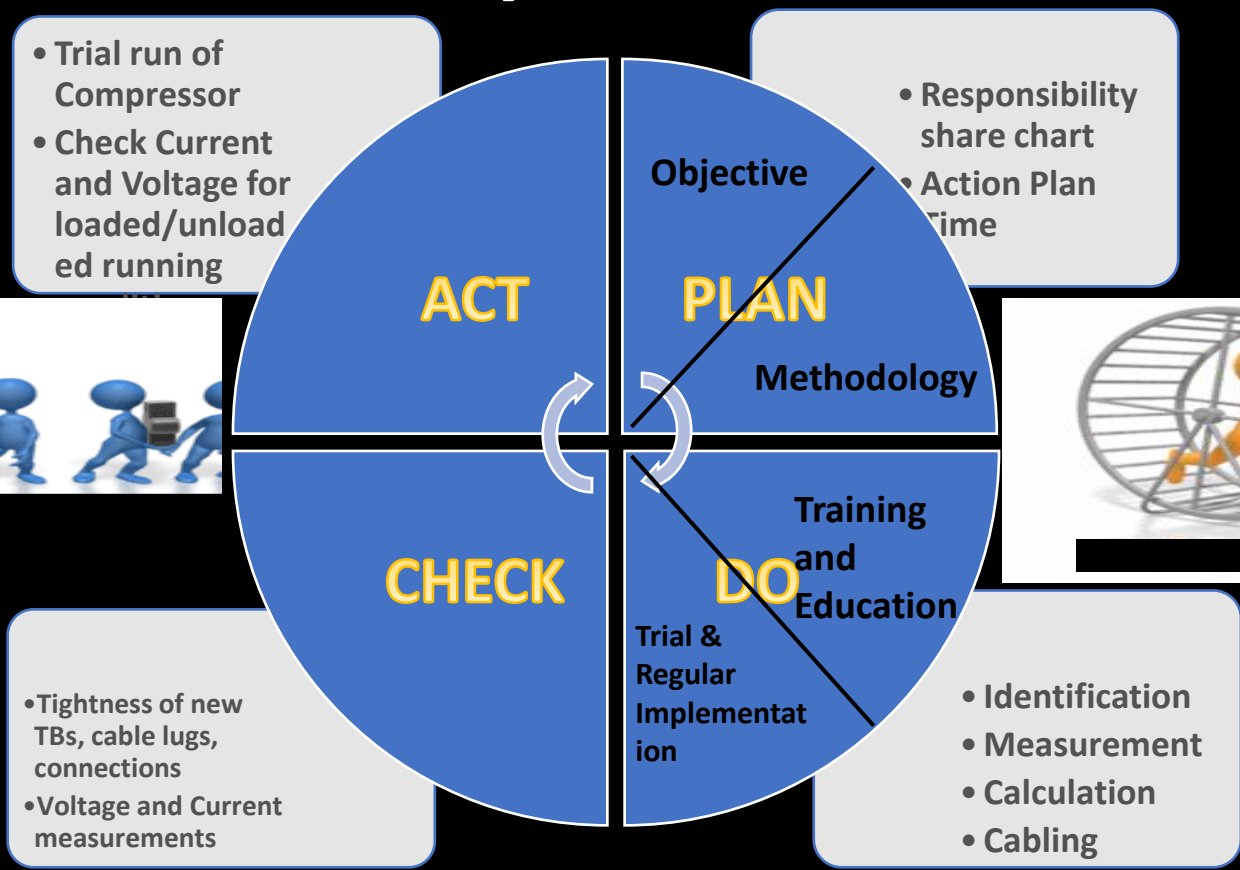 • Trial run of
Compressor
• Check Current
and Voltage for
loaded/unload
ed running
• Responsibility
share chart
• Action Plan
Time
Objective
ACT
PLAN
Methodology
CHECK
DO
Training
and
Education
Trial &
Regular
Implementat
ion
•Tightness of new
TBs, cable lugs,
connections
•Voltage and Current
measurements
• Identification
• Measurement
• Calculation
• Cabling